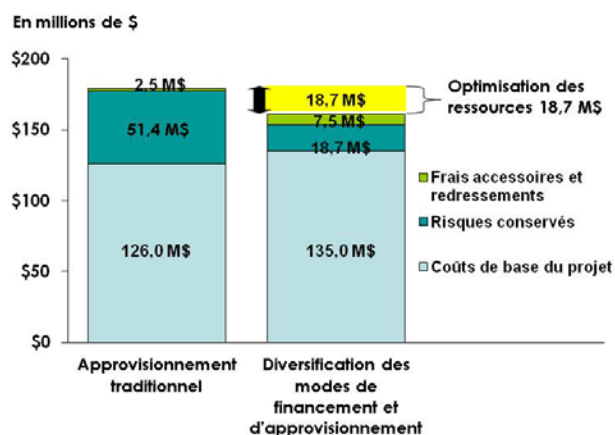 En millions de $
$200
$150
$100
$50
$0
2,5 M$
51,4 M$
126,0 M$
18,7 M$
7,5 M$
18,7 M$
135,0 M$
Optimisation des
ressources 18,7 M$
Frais accessoires et
redressements
Risques conservés
Coûts de base du projet
Approvisionnement
traditionnel
Diversification des
modes de
financement et
d'approvisionnement